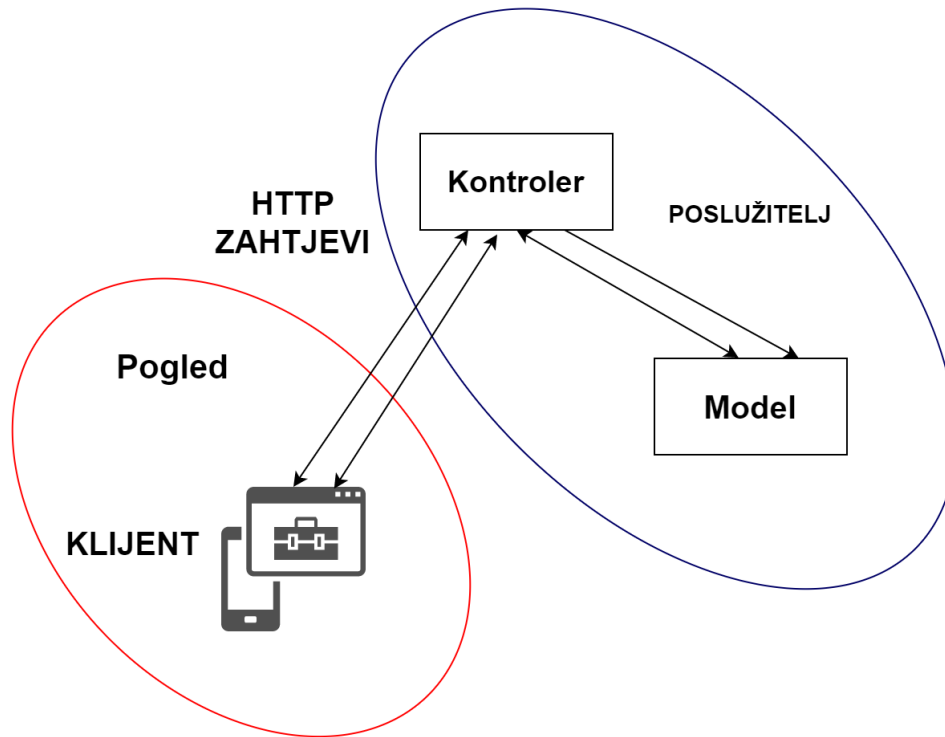 Kontroler
HTTP
ZAHTJEVI
POSLUŽITELJ
Pogled
Model
KLIJENT